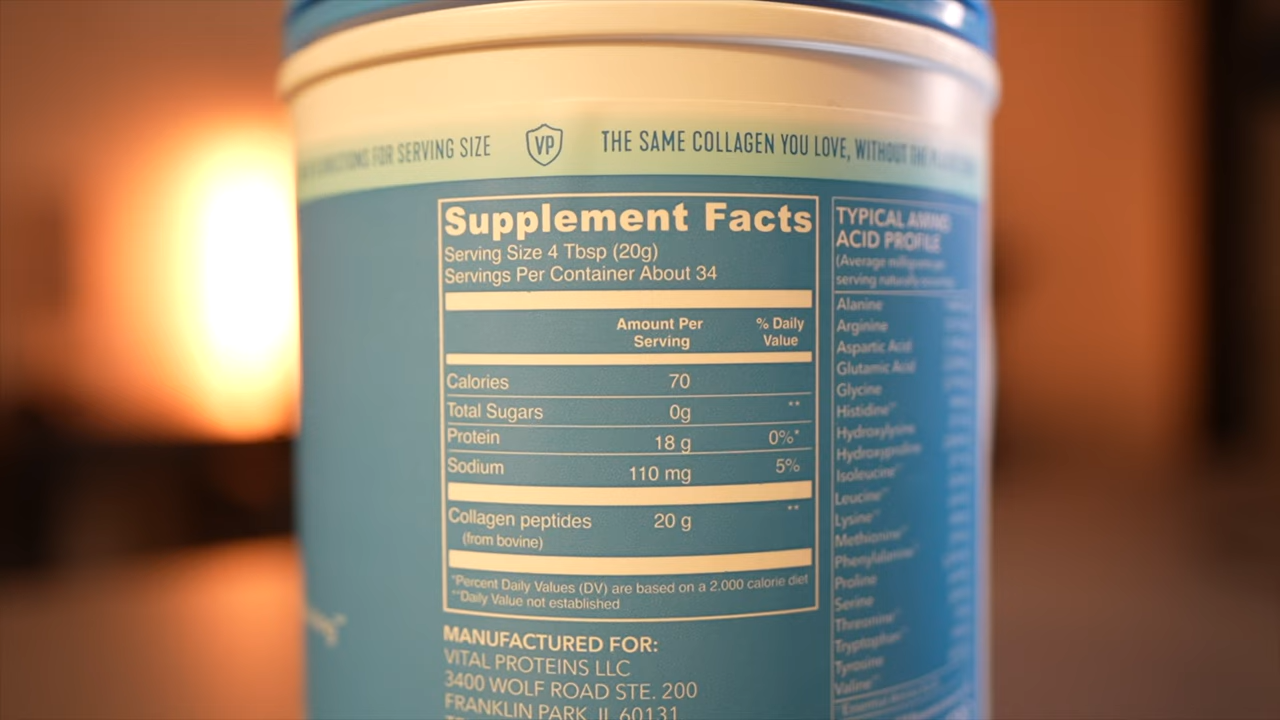 DIRECTIONS FOR SERVING SIZE
VP
THE SAME COLLAGEN YOU LOVE, WITHOUT THE
Supplement Facts
Serving Size 4 Tbsp (20g)
Servings Per Container About 34
Amount Per Serving
% Daily Value
Calories 70
Total Sugars 0g **
Protein 18 g 0%*
Sodium 110 mg 5%
Collagen peptides 20 g **
(from bovine)
*Percent Daily Values (DV) are based on a 2,000 calorie diet
**Daily Value not established
MANUFACTURED FOR:
VITAL PROTEINS LLC
3400 WOLF ROAD STE. 200
FRANKLIN PARK, IL 60131
TYPICAL AMINO
ACID PROFILE
(Average milligrams per
serving naturally
Alanine
Arginine
Aspartic Acid
Glutamic Acid
Glycine
Histidine**
Hydroxylysine
Hydroxyproline
Isoleucine**
Leucine**
Lysine**
Methionine**
Phenylalanine**
Proline
Serine
Threonine**
Tryptophan**
Tyrosine
Valine**